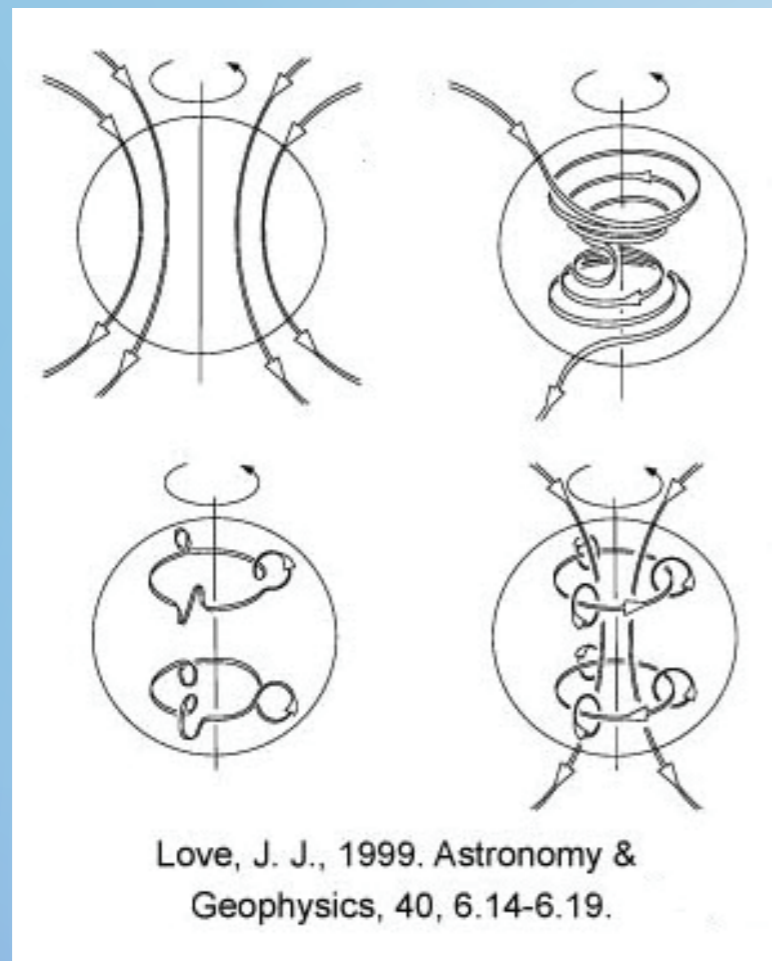 Love, J. J., 1999. Astronomy &
Geophysics, 40, 6.14-6.19.